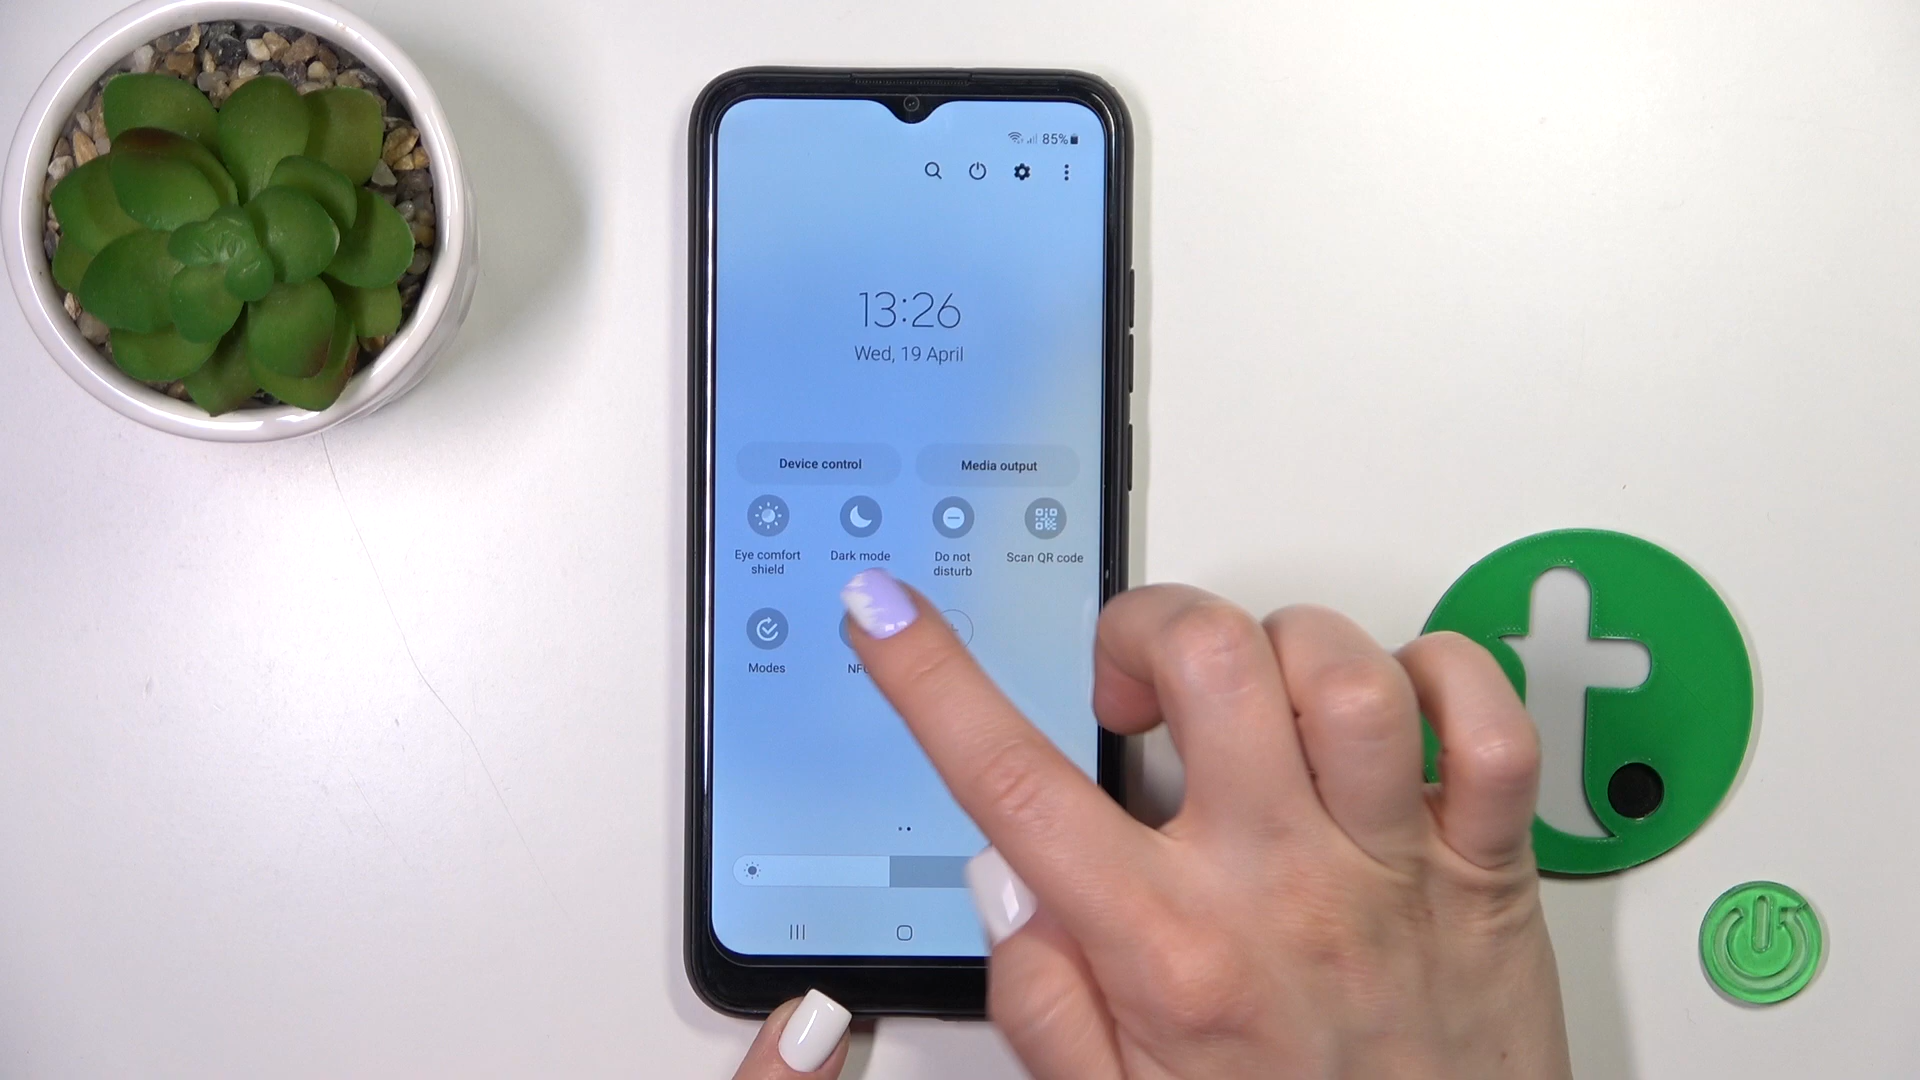 85%
13:26
Wed, 19 April
Device control
Media output
Eye comfort
shield
Dark mode
Do not
disturb
Scan QR code
Modes
NFC
t.